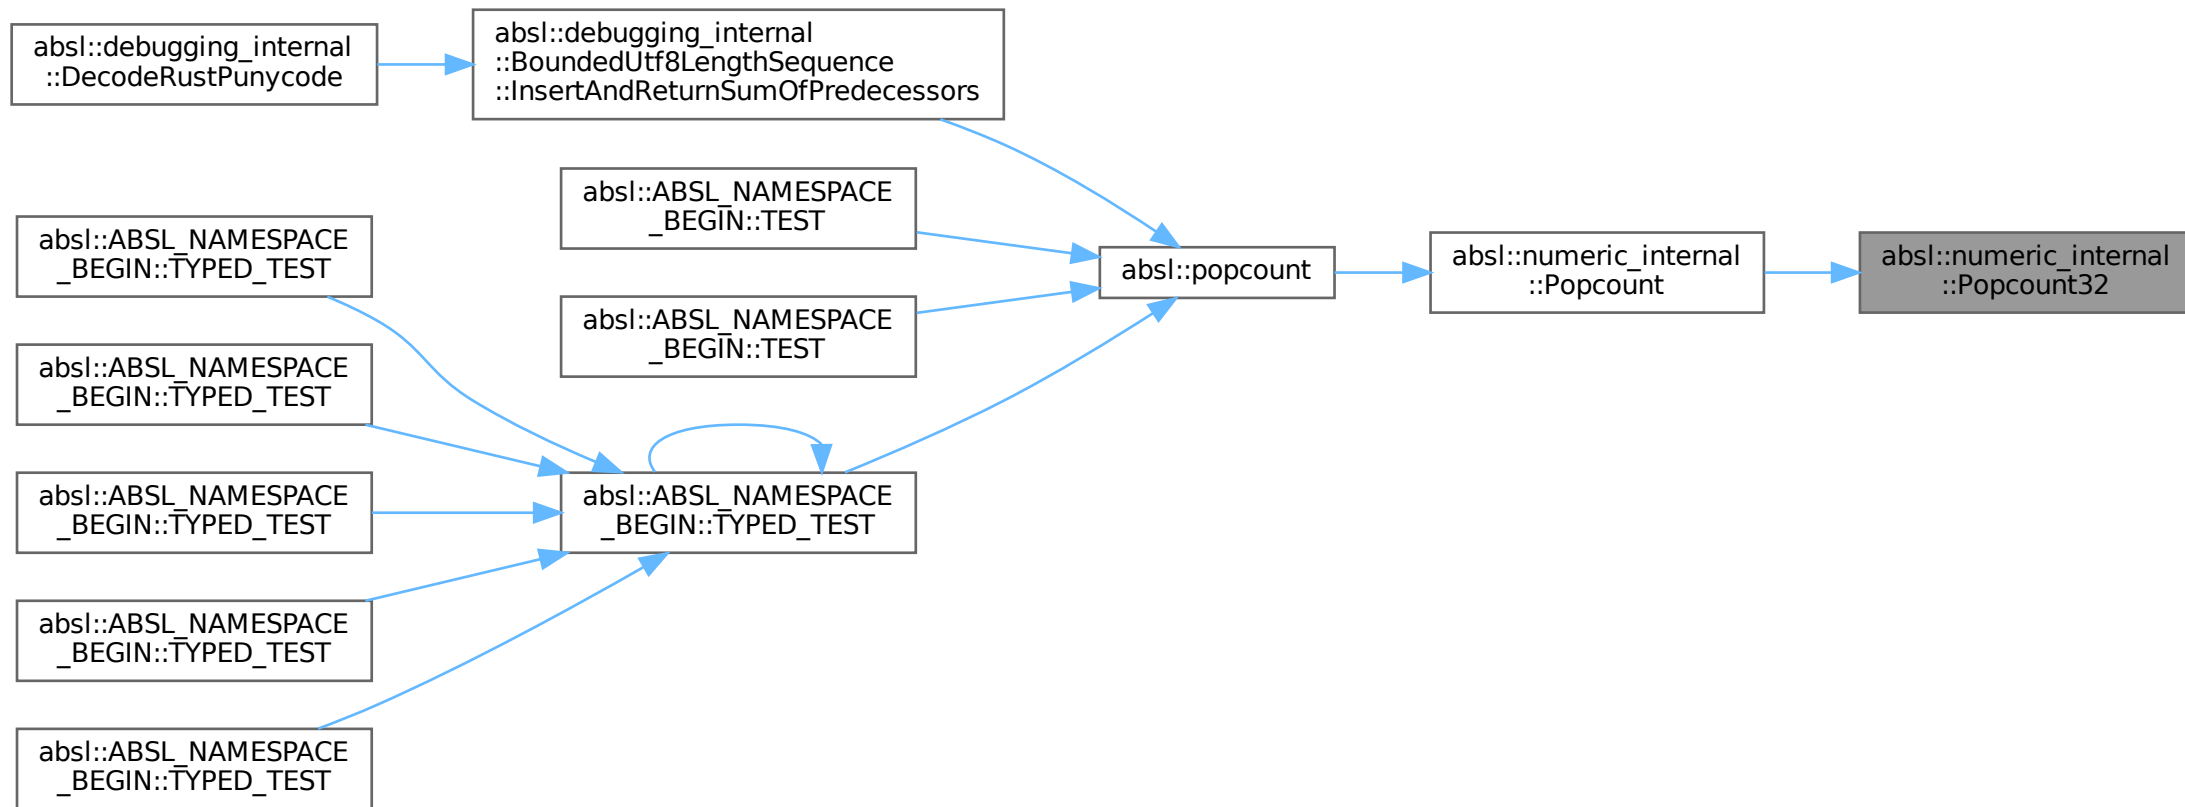 absl::debugging_internal
::DecodeRustPunycode
absl::debugging_internal
::BoundedUtf8LengthSequence
::InsertAndReturnSumOfPredecessors
absl::ABSL_NAMESPACE
_BEGIN::TEST
absl::ABSL_NAMESPACE
_BEGIN::TYPED_TEST
absl::popcount
absl::numeric_internal
::Popcount
absl::numeric_internal
::Popcount32
absl::ABSL_NAMESPACE
_BEGIN::TEST
absl::ABSL_NAMESPACE
_BEGIN::TYPED_TEST
absl::ABSL_NAMESPACE
_BEGIN::TYPED_TEST
absl::ABSL_NAMESPACE
_BEGIN::TYPED_TEST
absl::ABSL_NAMESPACE
_BEGIN::TYPED_TEST
absl::ABSL_NAMESPACE
_BEGIN::TYPED_TEST